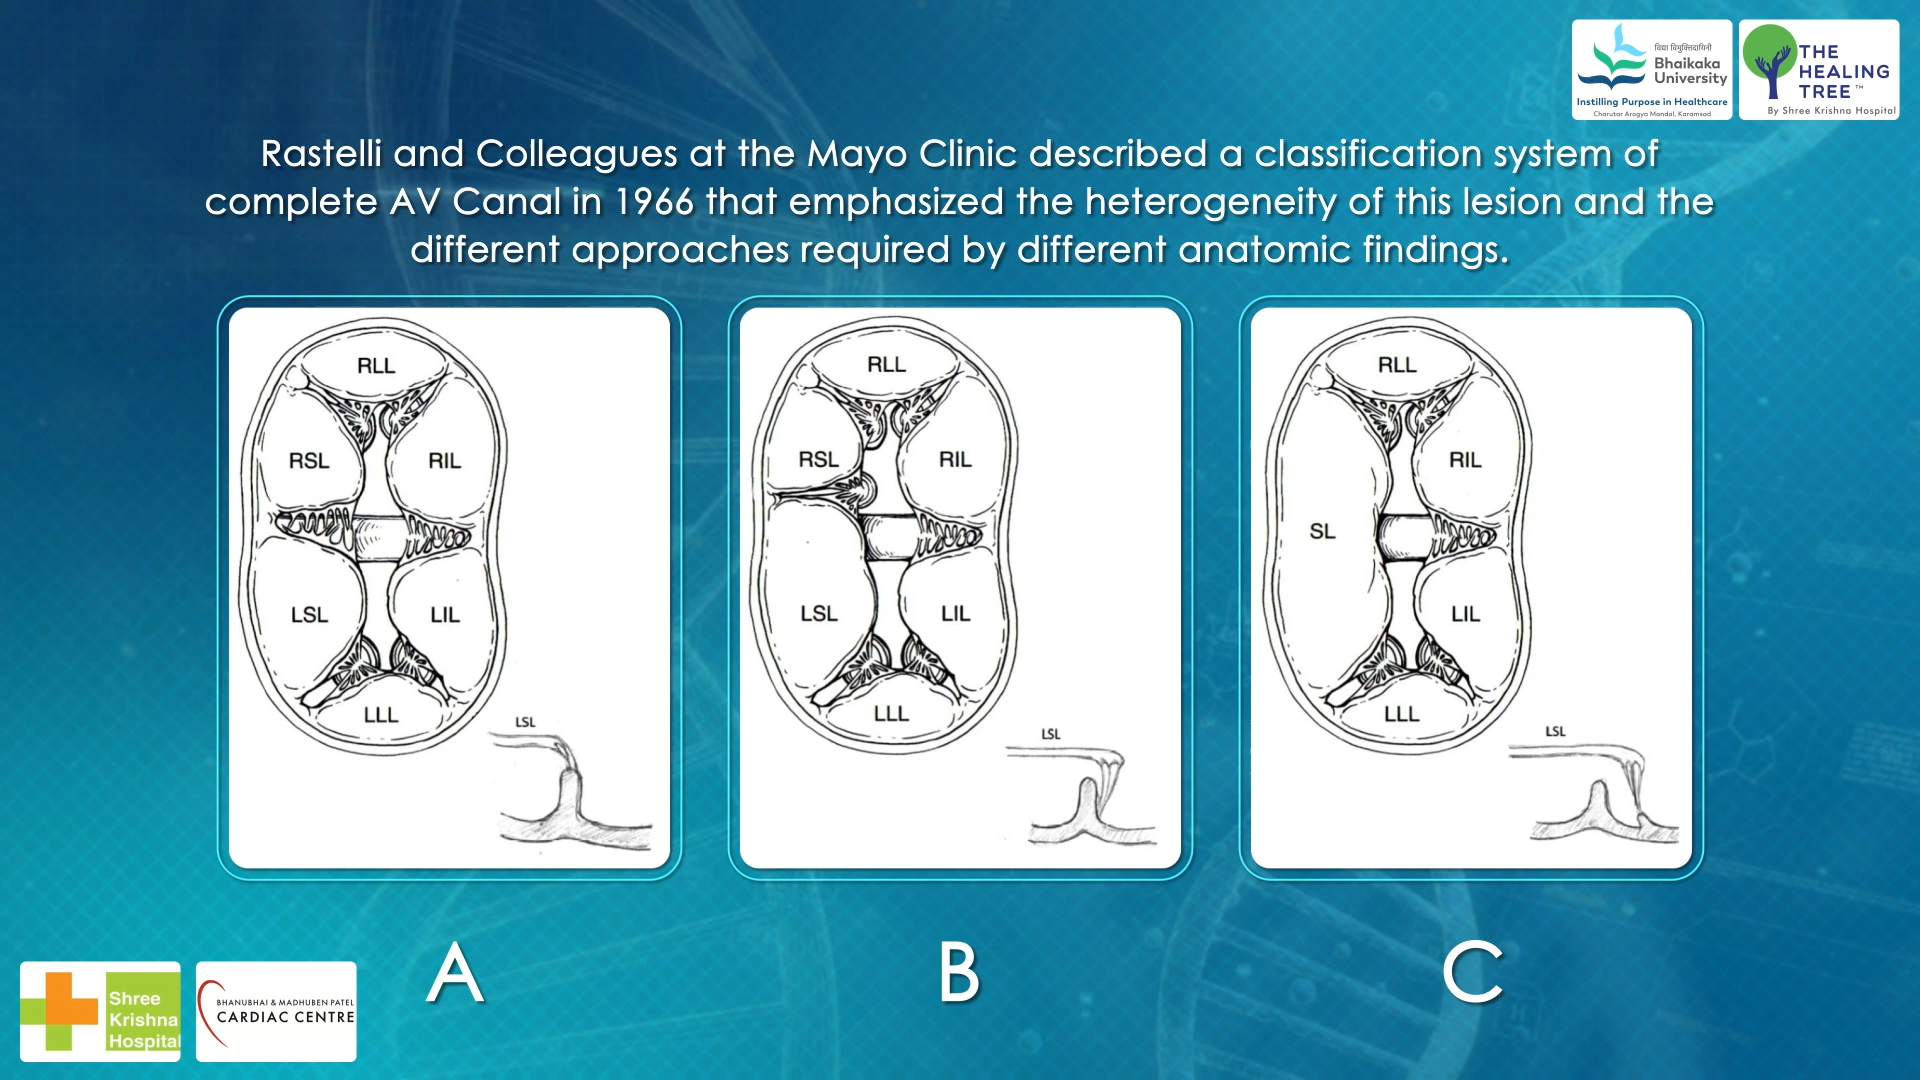 विद्या विमुक्तिदायिनी
Bhaikaka
University
Instilling Purpose in Healthcare
Charutar Arogya Mandal, Karamsad
THE
HEALING
TREE™
By Shree Krishna Hospital
Rastelli and Colleagues at the Mayo Clinic described a classification system of
complete AV Canal in 1966 that emphasized the heterogeneity of this lesion and the
different approaches required by different anatomic findings.
RLL
RSL
RIL
LSL
LIL
LLL
LSL
RLL
RSL
RIL
LSL
LIL
LLL
LSL
RLL
RIL
SL
LIL
LLL
LSL
A
B
C
Shree
Krishna
Hospital
BHANUBHAI & MADHUBEN PATEL
CARDIAC CENTRE